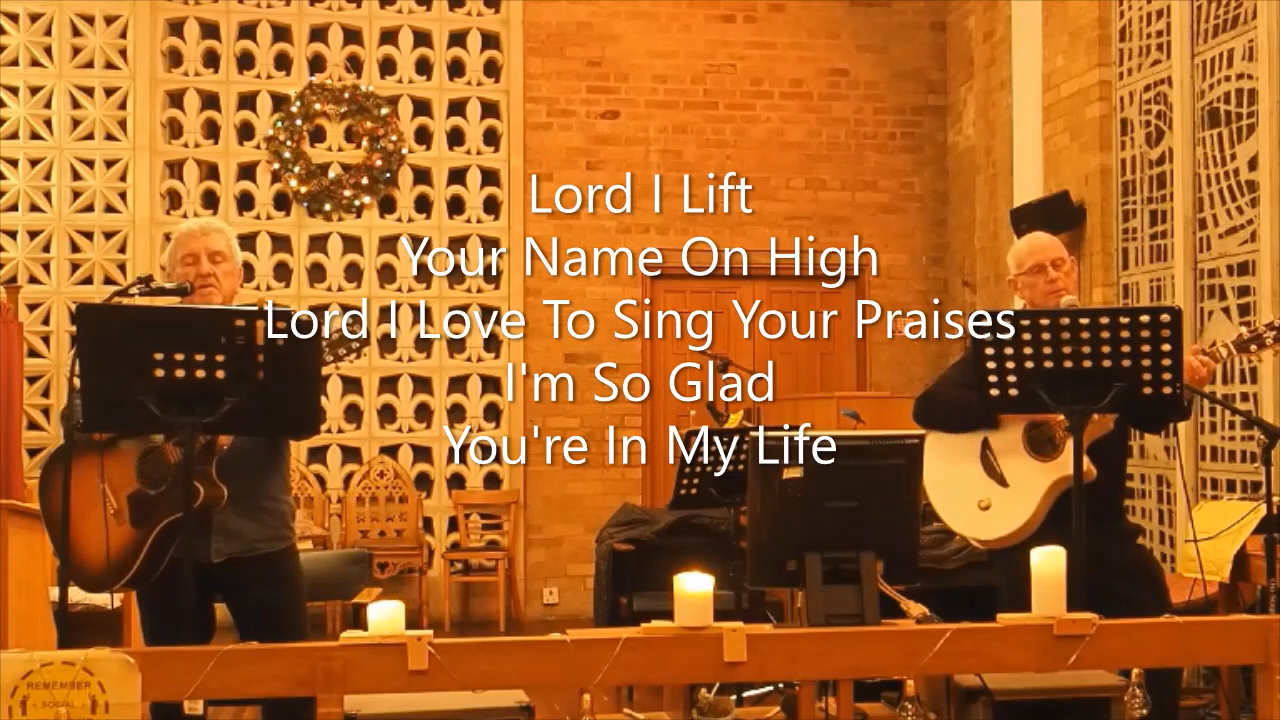 Lord I Lift
Your Name On High
Lord I Love To Sing Your Praises
I'm So Glad
You're In My Life
REMEMBER
SOCIAL